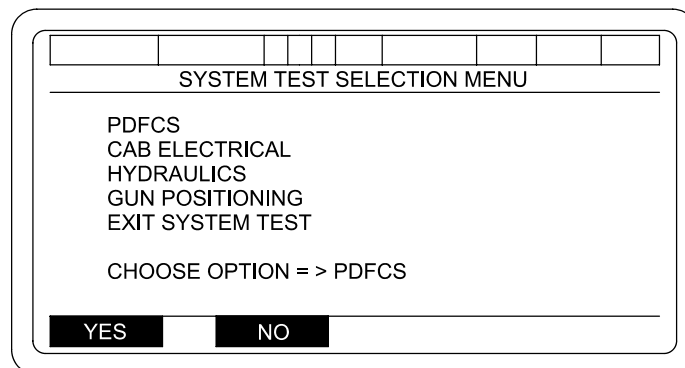 SYSTEM TEST SELECTION MENU
PDFCS
CAB ELECTRICAL
HYDRAULICS
GUN POSITIONING
EXIT SYSTEM TEST
CHOOSE OPTION = > PDFCS
YES NO